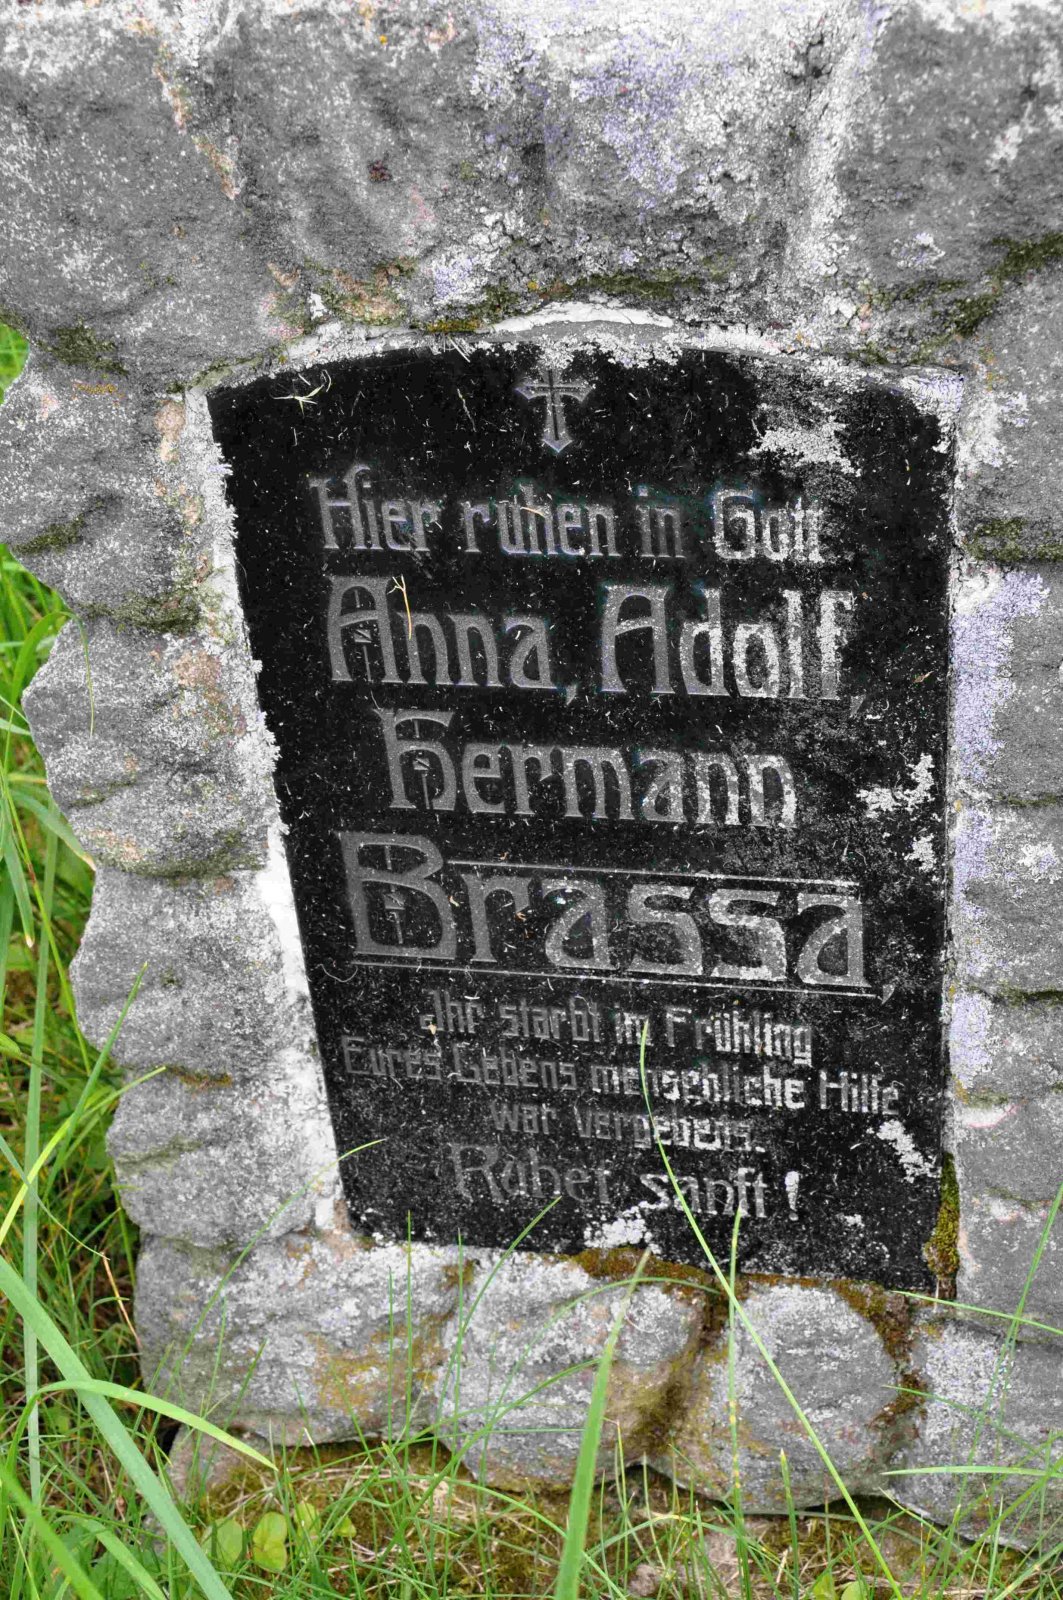 Hier ruhen in Gott
Anna, Adolf,
Hermann
Brassa,
Ihr starbt im Frühling
Eures Lebens menschliche Hilfe
war vergebens.
Ruhet sanft!